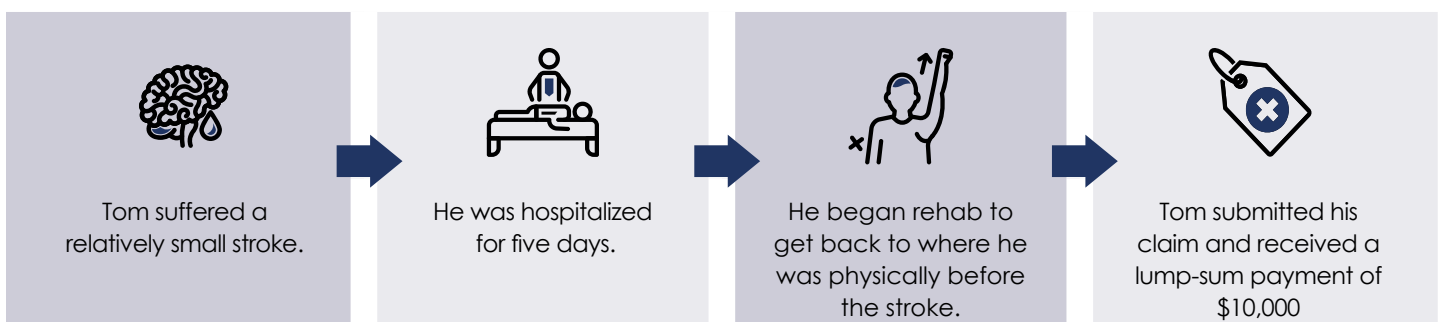 Tom suffered a
relatively small stroke.
He was hospitalized
for five days.
He began rehab to
get back to where he
was physically before
the stroke.
Tom submitted his
claim and received a
lump-sum payment of
$10,000